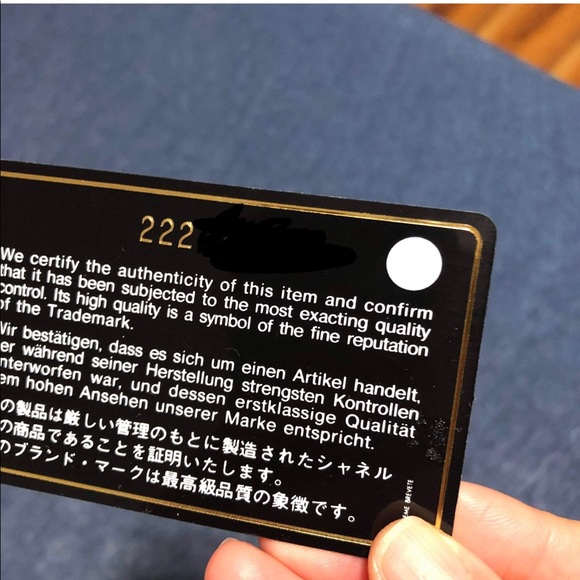 222
We certify the authenticity of this item and confirm
that it has been subjected to the most exacting quality
control. Its high quality is a symbol of the fine reputation
of the Trademark.
Wir bestätigen, dass es sich um einen Artikel handelt,
er während seiner Herstellung strengsten Kontrollen
nterworfen war, und dessen erstklassige Qualität
em hohen Ansehen unserer Marke entspricht.
の製品は厳しい管理のもとに製造されたシャネル
の商品であることを証明いたします。
のブランド・マークは最高級品質の象徴です。
BREVETE